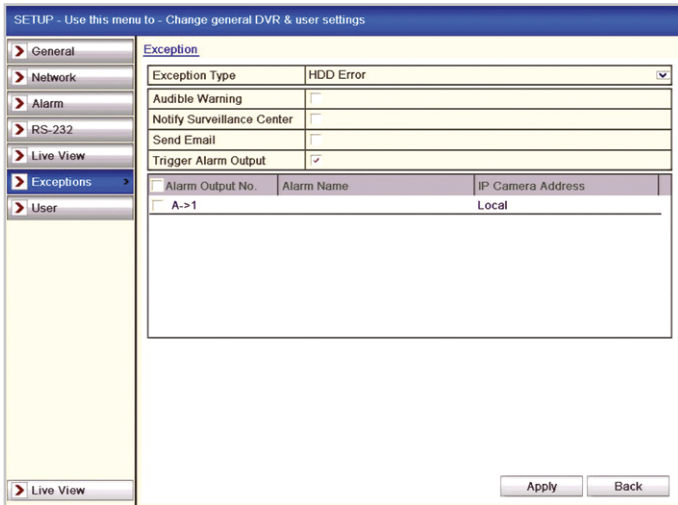 SETUP - Use this menu to - Change general DVR & user settings
General
Network
Alarm
RS-232
Live View
Exceptions
User
Live View
Exception
Exception Type HDD Error
Audible Warning
Notify Surveillance Center
Send Email
Trigger Alarm Output
Alarm Output No. Alarm Name IP Camera Address
A->1 Local
Apply Back